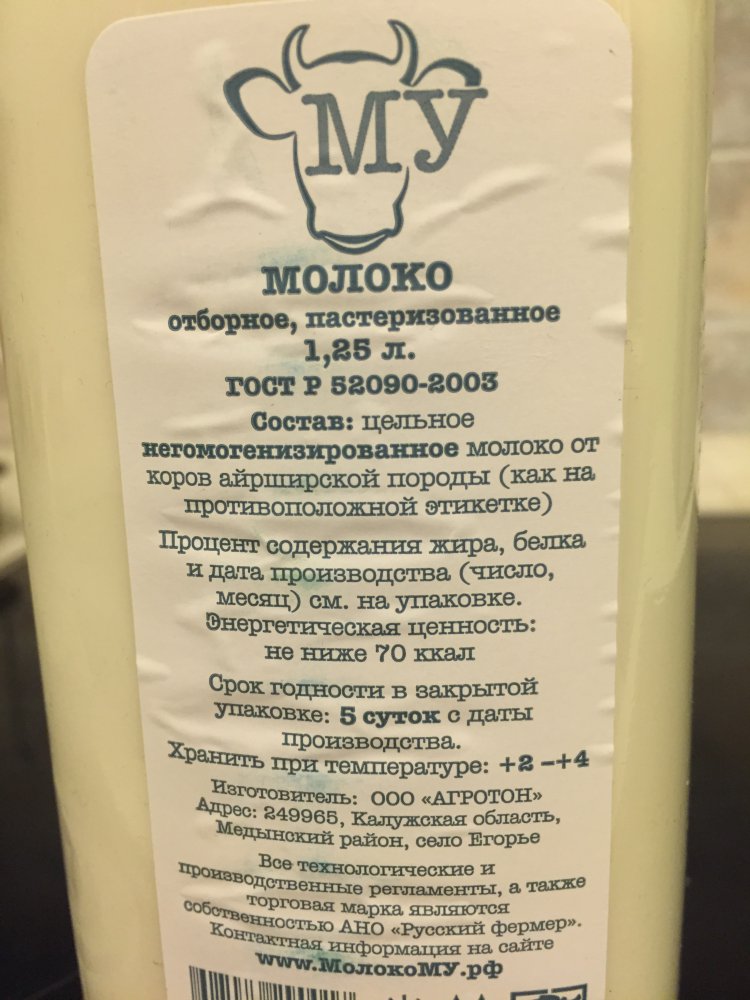 МУ
МОЛОКО
отборное, пастеризованное
1,25 л.
ГОСТ Р 52090-2003
Состав: цельное
негомогенизированное молоко от
коров айрширской породы (как на
противоположной этикетке)
Процент содержания жира, белка
и дата производства (число,
месяц) см. на упаковке.
Энергетическая ценность:
не ниже 70 ккал
Срок годности в закрытой
упаковке: 5 суток с даты
производства.
Хранить при температуре: +2 –+4
Изготовитель: ООО «АГРОТОН»
Адрес: 249965, Калужская область,
Медынский район, село Егорье
Все технологические и
производственные регламенты, а также
торговая марка являются
собственностью АНО «Русский фермер».
Контактная информация на сайте
www.МолокоМУ.рф